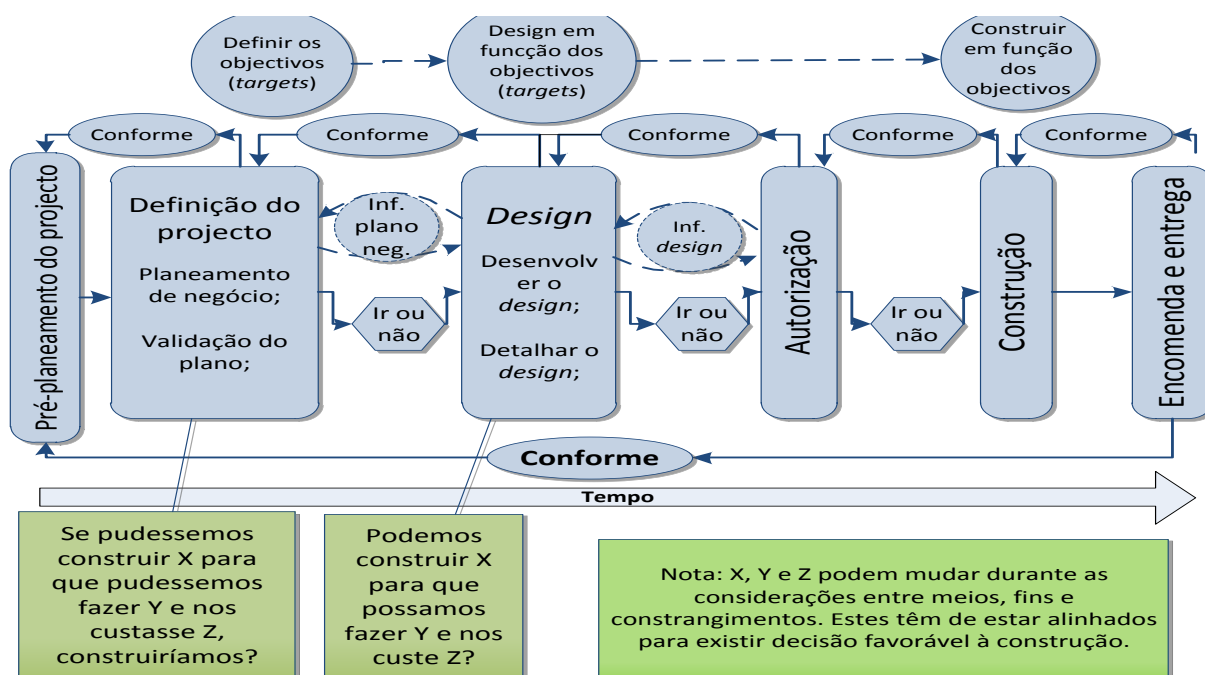 Definir os
objectivos
(targets)
Design em
funcção dos
objectivos
(targets)
Construir
em função
dos
objectivos
Conforme
Conforme
Conforme
Conforme
Conforme
Pré-planeamento do projecto
Definição do
projecto
Planeamento
de negócio;
Validação do
plano;
Inf.
plano
neg.
Ir ou
não
Design
Desenvolv
er o
design;
Detalhar o
design;
Inf.
design
Ir ou
não
Autorização
Ir ou
não
Construção
Encomenda e entrega
Conforme
Tempo
Se pudessemos
construir X para
que pudessemos
fazer Y e nos
custasse Z,
construiríamos?
Podemos
construir X
para que
possamos
fazer Y e nos
custe Z?
Nota: X, Y e Z podem mudar durante as
considerações entre meios, fins e
constrangimentos. Estes têm de estar alinhados
para existir decisão favorável à construção.